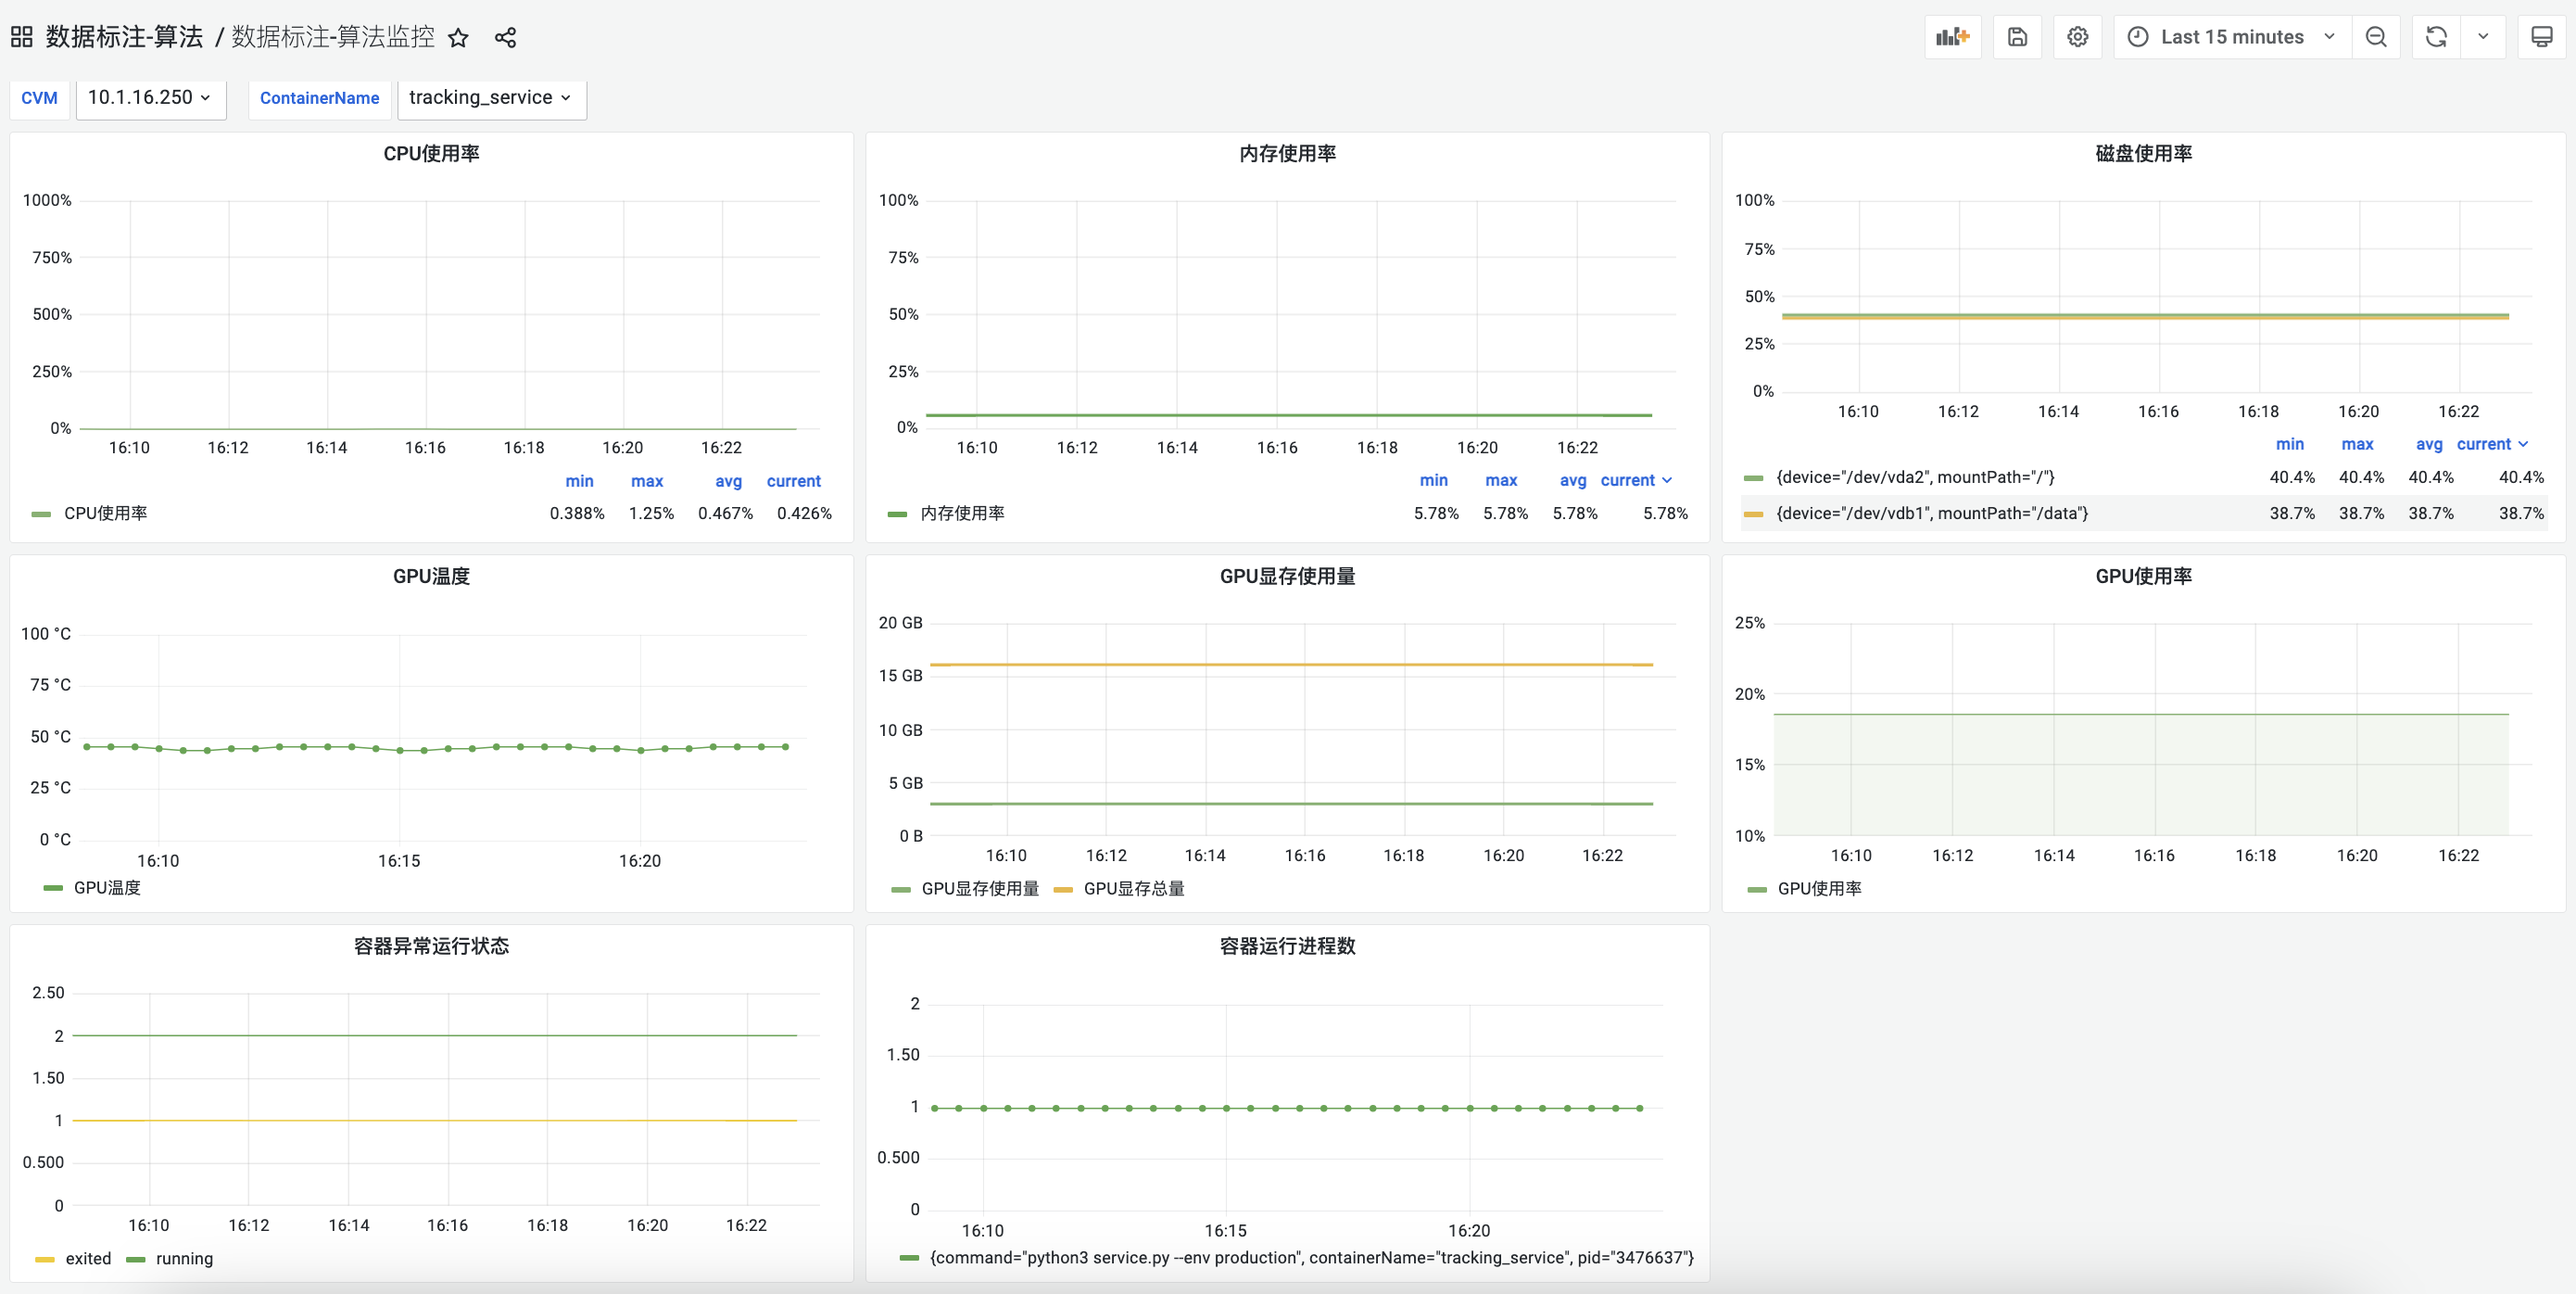 数据标注-算法 / 数据标注-算法监控
Last 15 minutes
CVM 10.1.16.250 ContainerName tracking_service
CPU使用率
1000%
750%
500%
250%
0%
16:10 16:12 16:14 16:16 16:18 16:20 16:22
min max avg current
CPU使用率 0.388% 1.25% 0.467% 0.426%
内存使用率
100%
75%
50%
25%
0%
16:10 16:12 16:14 16:16 16:18 16:20 16:22
min max avg current
内存使用率 5.78% 5.78% 5.78% 5.78%
磁盘使用率
100%
75%
50%
25%
0%
16:10 16:12 16:14 16:16 16:18 16:20 16:22
min max avg current
{device="/dev/vda2", mountPath="/"} 40.4% 40.4% 40.4% 40.4%
{device="/dev/vdb1", mountPath="/data"} 38.7% 38.7% 38.7% 38.7%
GPU温度
100 °C
75 °C
50 °C
25 °C
0 °C
16:10 16:15 16:20
GPU温度
GPU显存使用量
20 GB
15 GB
10 GB
5 GB
0 B
16:10 16:12 16:14 16:16 16:18 16:20 16:22
GPU显存使用量 GPU显存总量
GPU使用率
25%
20%
15%
10%
16:10 16:12 16:14 16:16 16:18 16:20 16:22
GPU使用率
容器异常运行状态
2.50
2
1.50
1
0.500
0
16:10 16:12 16:14 16:16 16:18 16:20 16:22
exited running
容器运行进程数
2
1.50
1
0.500
0
16:10 16:15 16:20
{command="python3 service.py --env production", containerName="tracking_service", pid="3476637"}